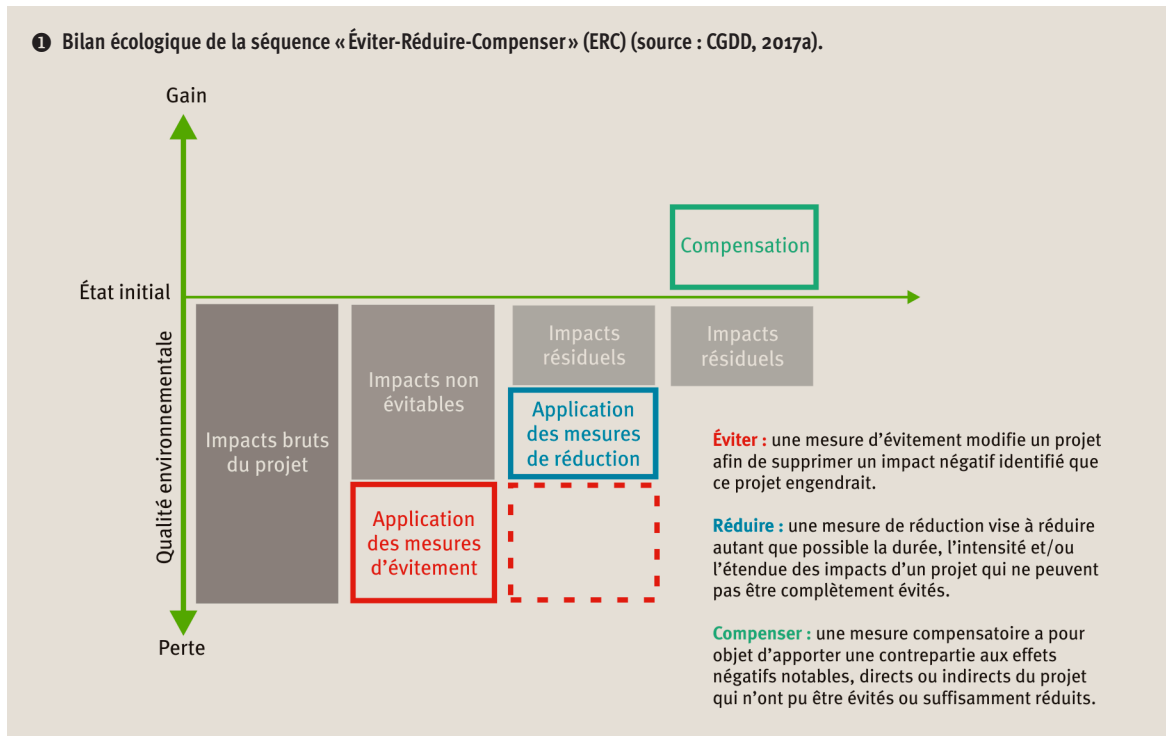 ❶ Bilan écologique de la séquence « Éviter-Réduire-Compenser » (ERC) (source : CGDD, 2017a).
Gain
Compensation
État initial
Qualité environnementale
Impacts bruts
du projet
Impacts non
évitables
Application
des mesures
d’évitement
Impacts
résiduels
Application
des mesures
de réduction
Impacts
résiduels
Perte
Éviter : une mesure d’évitement modifie un projet
afin de supprimer un impact négatif identifié que
ce projet engendrait.
Réduire : une mesure de réduction vise à réduire
autant que possible la durée, l’intensité et/ou
l’étendue des impacts d’un projet qui ne peuvent
pas être complètement évités.
Compenser : une mesure compensatoire a pour
objet d’apporter une contrepartie aux effets
négatifs notables, directs ou indirects du projet
qui n’ont pu être évités ou suffisamment réduits.